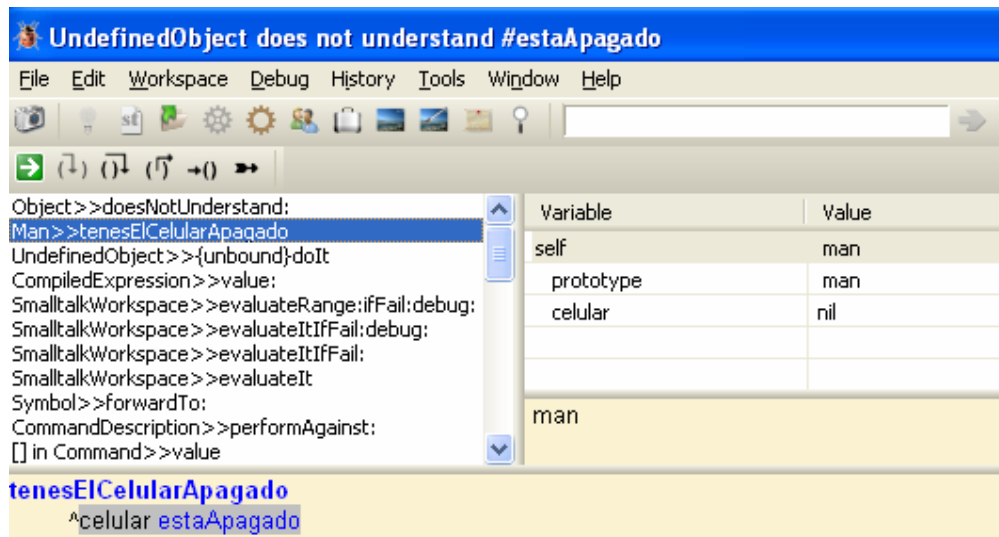 UndefinedObject does not understand #estaApagado
File Edit Workspace Debug History Tools Window Help
Object>>doesNotUnderstand:
Man>>tenesElCelularApagado
UndefinedObject>>{unbound}doIt
CompiledExpression>>value:
SmalltalkWorkspace>>evaluateRange:ifFail:debug:
SmalltalkWorkspace>>evaluateItIfFail:debug:
SmalltalkWorkspace>>evaluateItIfFail:
SmalltalkWorkspace>>evaluateIt
Symbol>>forwardTo:
CommandDescription>>performAgainst:
[] in Command>>value
Variable Value
self man
prototype man
celular nil
man
tenesElCelularApagado
^celular estaApagado